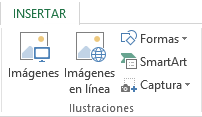 INSERTAR
Imágenes
Imágenes
en línea
Formas
SmartArt
Captura
Ilustraciones